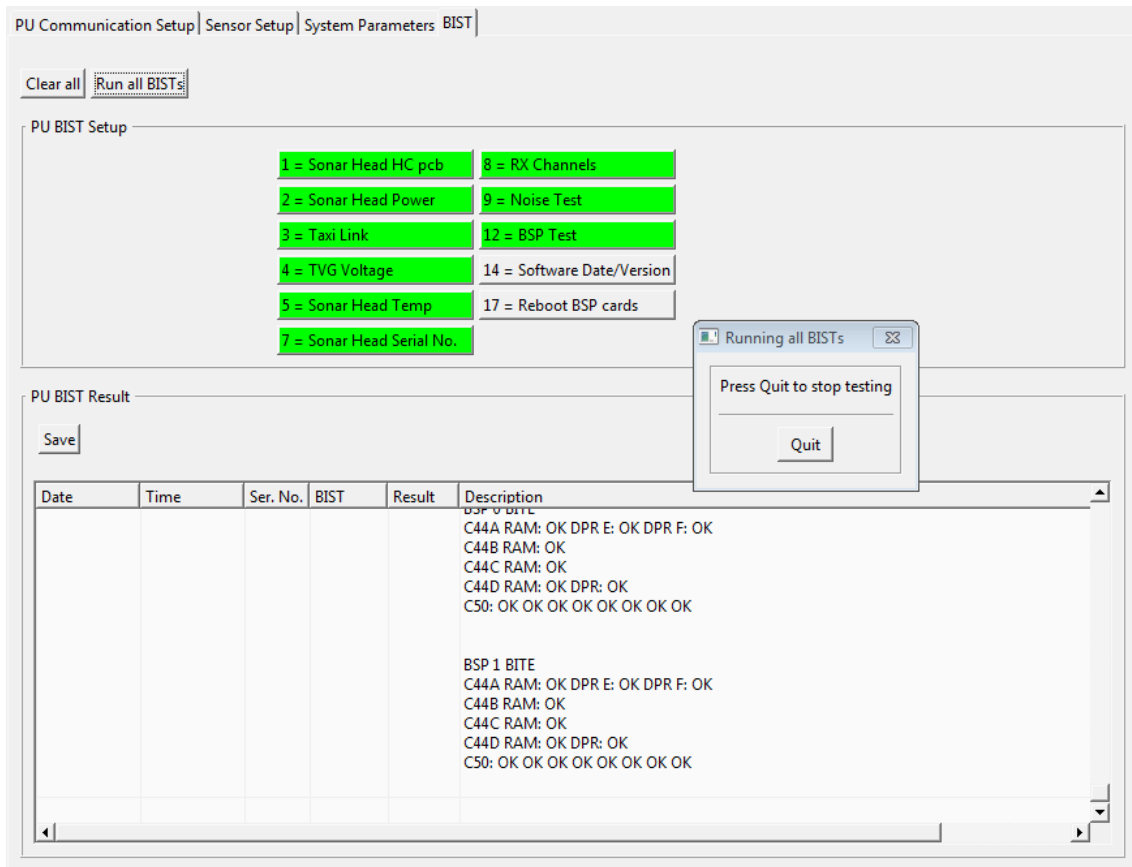 PU Communication Setup Sensor Setup System Parameters BIST
Clear all Run all BISTs
PU BIST Setup
1 = Sonar Head HC pcb 8 = RX Channels
2 = Sonar Head Power 9 = Noise Test
3 = Taxi Link 12 = BSP Test
4 = TVG Voltage 14 = Software Date/Version
5 = Sonar Head Temp 17 = Reboot BSP cards
7 = Sonar Head Serial No.
Running all BISTs
Press Quit to stop testing
Quit
PU BIST Result
Save
Date Time Ser. No. BIST Result Description
BSP 0 BITE
C44A RAM: OK DPR E: OK DPR F: OK
C44B RAM: OK
C44C RAM: OK
C44D RAM: OK DPR: OK
C50: OK OK OK OK OK OK OK OK
BSP 1 BITE
C44A RAM: OK DPR E: OK DPR F: OK
C44B RAM: OK
C44C RAM: OK
C44D RAM: OK DPR: OK
C50: OK OK OK OK OK OK OK OK